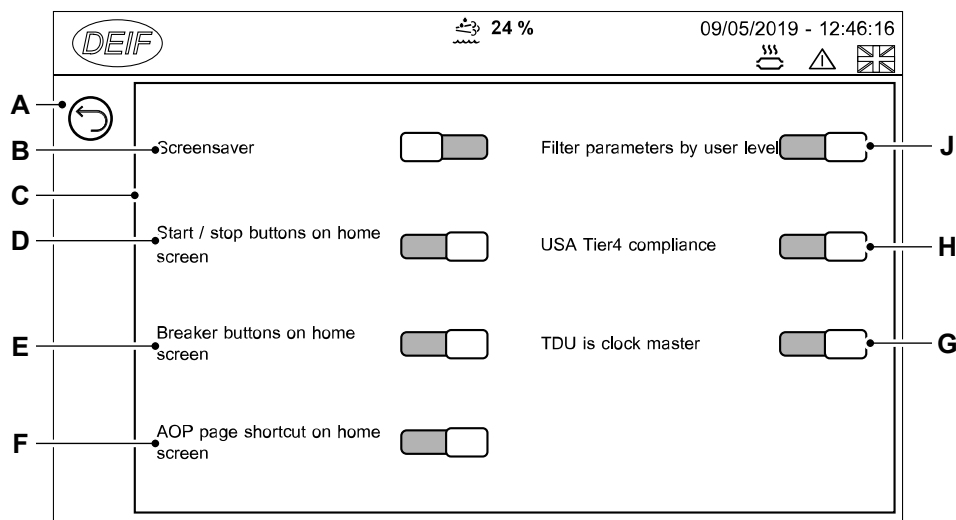 DEIF
24 %
09/05/2019 - 12:46:16
A
B
Screensaver
Filter parameters by user level
J
C
D
Start / stop buttons on home
screen
USA Tier4 compliance
H
E
Breaker buttons on home
screen
TDU is clock master
G
F
AOP page shortcut on home
screen